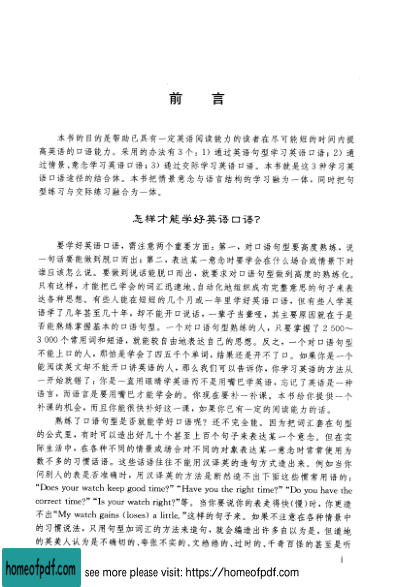 前言
本书的目的是帮助已具有一定英语阅读能力的读者在尽可能短的时间内提
高英语的口语能力。采用的办法有3个:1)通过英语句型学习英语口语;2)通
过情景、意念学习英语口语;3)通过交际学习英语口语。本书就是这3种学习英
语口语途径的结合体。本书把情景意念与语言结构的学习融为一体,同时把句
型练习与交际练习融合为一体。
怎样才能学好英语口语?
要学好英语口语,需注意两个重要方面:第一,对口语句型要高度熟练,说
一句话要能做到脱口而出;第二,表达某一意念时要学会在什么场合或情景下对
谁应该怎么说。要做到说话能脱口而出,就要求对口语句型做到高度的熟练化。
只有这样,才能把已学会的词汇迅速地、自动化地组织成有完整意思的句子来表
达各种思想。有些人能在短短的几个月或一年里学好英语口语,但有些人学英
语学了几年甚至几十年,却不能开口说话,一辈子当聋哑,其主要原因就在于是
否能熟练掌握基本的口语句型。一个对口语句型熟练的人,只要掌握了2500~
3000个常用词和短语,就能较自由地表达自己的思想。反之,一个对口语句型
不能上口的人,那怕是学会了四五千个单词,结果还是开不了口。如果你是一个
能阅读英文却不能开口讲英语的人,那么我们可以告诉你,你学习英语的方法从
一开始就错了;你是一直用眼睛学英语而不是用嘴巴学英语,忘记了英语是一种
语言,而语言是要用嘴巴才能学会的。你现在要补一补课。本书给你提供一个
补课的机会,而且你能很快补好这一课,如果你已有一定的阅读能力的话。
熟练了口语句型是否就能学好口语呢?还不完全能。因为把词汇套在句型
的公式里,有时可以造出好几十个甚至上百个句子来表达某一个意念。但在实
际生活中,在各种不同的情景或场合对不同的对象表达某一意念时常常使用为
数不多的习惯话语。这些话语往往不能用汉译英的造句方式造出来。例如当你
问别人的表是否准确时,用汉译英的方法是断然造不出下面这些惯常用语的:
"Does your watch keep good time?" "Have you the right time?" "Do you have the
correct time?" "Is your watch right?"等。当你要说你的表走得快(慢)时,你更造
不出"My watch gains (loses) a little."这样的句子来。如果不注意在各种情景中
的习惯说法,只用句型加词汇的方法来造句,就会编造出许多自以为是,但道地
的英美人认为是不确切的、夸张不实的、文绉绉的、过时的、千奇百怪的甚至是听
i
homeofpdf.com
see more please visit: https://homeofpdf.com